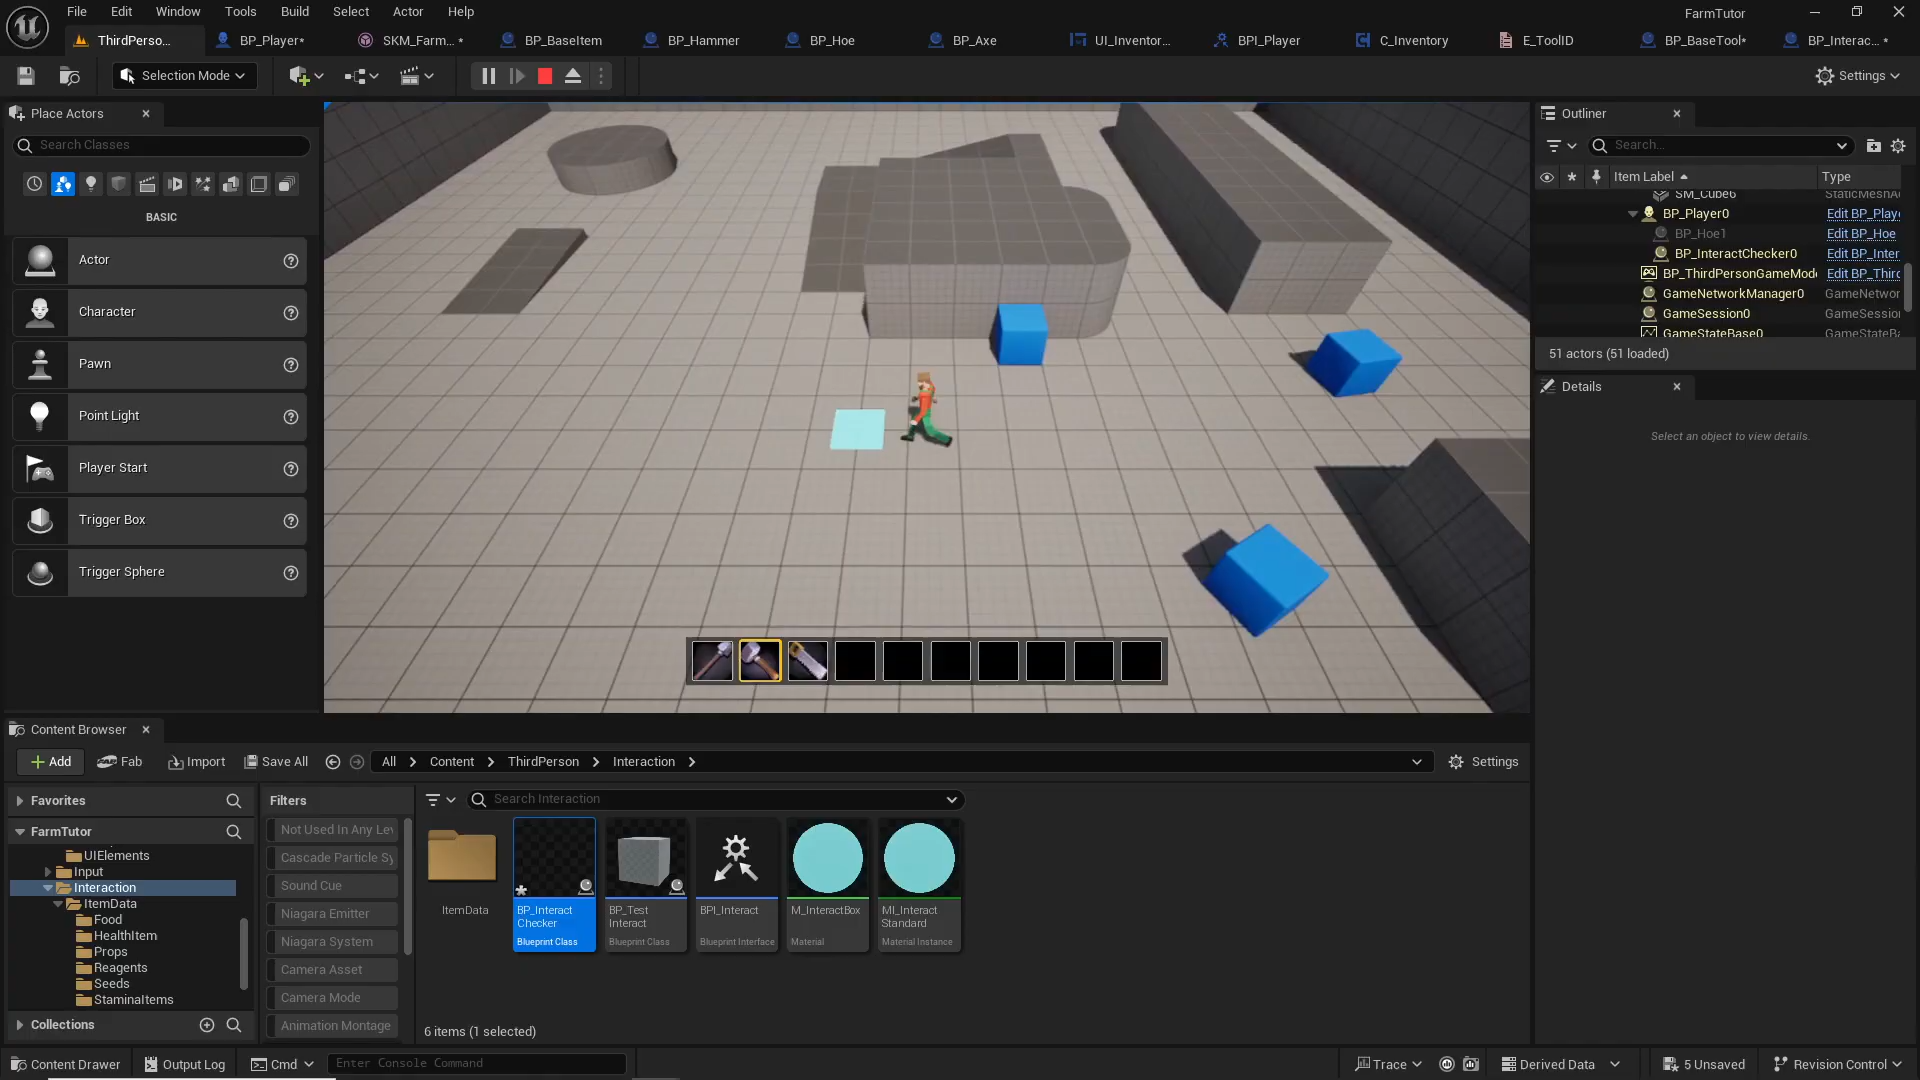 File Edit Window Tools Build Select Actor Help
FarmTutor
ThirdPerso...
BP_Player*
SKM_Farm... *
BP_BaseItem
BP_Hammer
BP_Hoe
BP_Axe
UI_Inventor...
BPI_Player
C_Inventory
E_ToolID
BP_BaseTool*
BP_Interac... *
Selection Mode
Settings
Place Actors
Search Classes
BASIC
Actor
Character
Pawn
Point Light
Player Start
Trigger Box
Trigger Sphere
Outliner
Search...
Item Label
Type
SM_Cube6
StaticMeshA
BP_Player0
Edit BP_Playe
BP_Hoe1
Edit BP_Hoe
BP_InteractChecker0
Edit BP_Inter
BP_ThirdPersonGameMode
Edit BP_Third
GameNetworkManager0
GameNetwor
GameSession0
GameSession
GameStateBase0
GameStateBa
51 actors (51 loaded)
Details
Select an object to view details.
Content Browser
Add
Fab
Import
Save All
All
Content
ThirdPerson
Interaction
Settings
Favorites
FarmTutor
UIElements
Input
Interaction
ItemData
Food
HealthItem
Props
Reagents
Seeds
StaminaItems
Collections
Filters
Not Used In Any Lev
Cascade Particle Sy
Sound Cue
Niagara Emitter
Niagara System
Camera Asset
Camera Mode
Animation Montage
Search Interaction
ItemData
BP_Interact
Checker
Blueprint Class
BP_Test
Interact
Blueprint Class
BPI_Interact
Blueprint Interface
M_InteractBox
Material
MI_Interact
Standard
Material Instance
6 items (1 selected)
Content Drawer
Output Log
Cmd
Enter Console Command
Trace
Derived Data
5 Unsaved
Revision Control